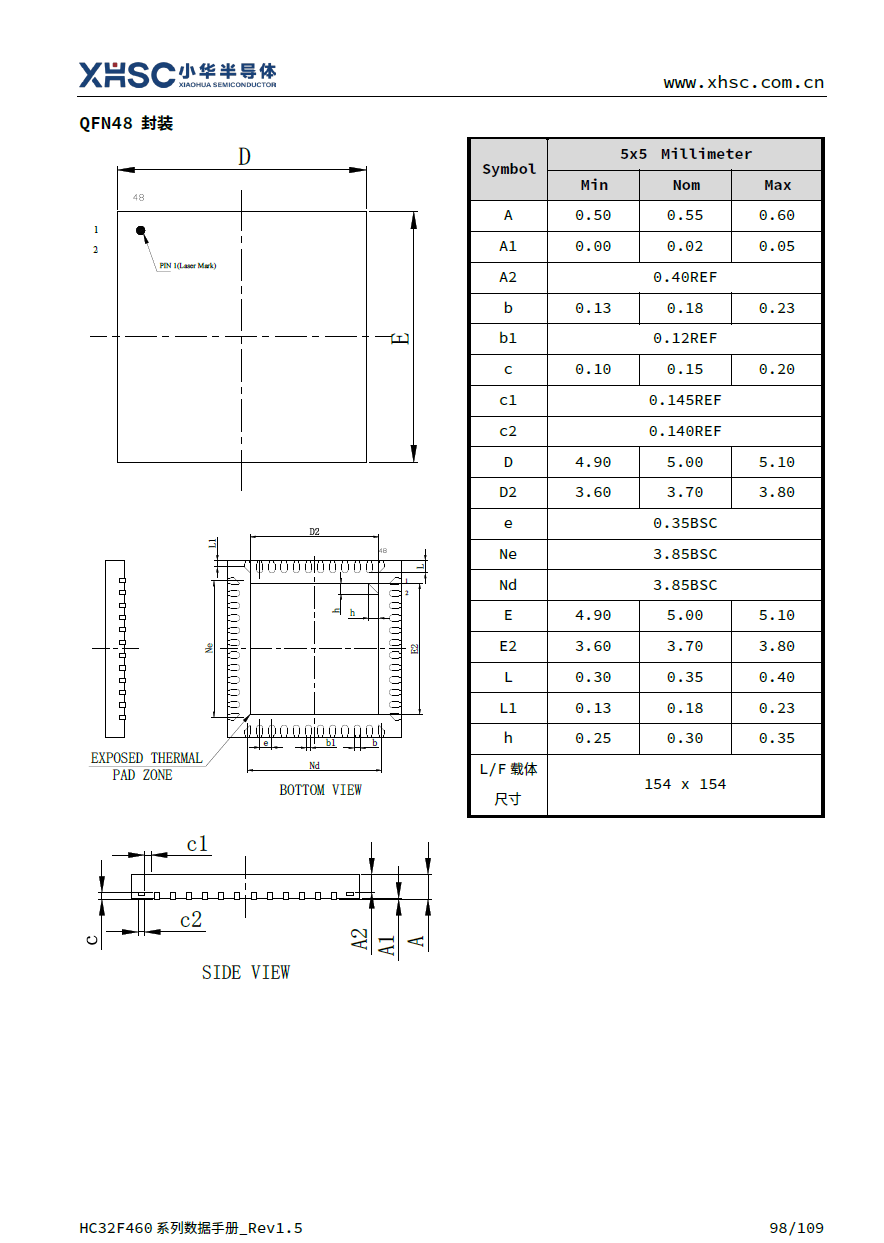 XHSC 小华半导体
XIAOHUA SEMICONDUCTOR
www.xhsc.com.cn
QFN48 封装
D
48
1
2
PIN 1(Laser Mark)
E
D2
48
L1
L
1
2
h
h
Ne
E2
e
b1
b
Nd
EXPOSED THERMAL
PAD ZONE
BOTTOM VIEW
c1
c2
c
A2
A1
A
SIDE VIEW
Symbol 5x5 Millimeter
Min Nom Max
A 0.50 0.55 0.60
A1 0.00 0.02 0.05
A2 0.40REF
b 0.13 0.18 0.23
b1 0.12REF
c 0.10 0.15 0.20
c1 0.145REF
c2 0.140REF
D 4.90 5.00 5.10
D2 3.60 3.70 3.80
e 0.35BSC
Ne 3.85BSC
Nd 3.85BSC
E 4.90 5.00 5.10
E2 3.60 3.70 3.80
L 0.30 0.35 0.40
L1 0.13 0.18 0.23
h 0.25 0.30 0.35
L/F 载体
尺寸
154 x 154
HC32F460 系列数据手册_Rev1.5
98/109